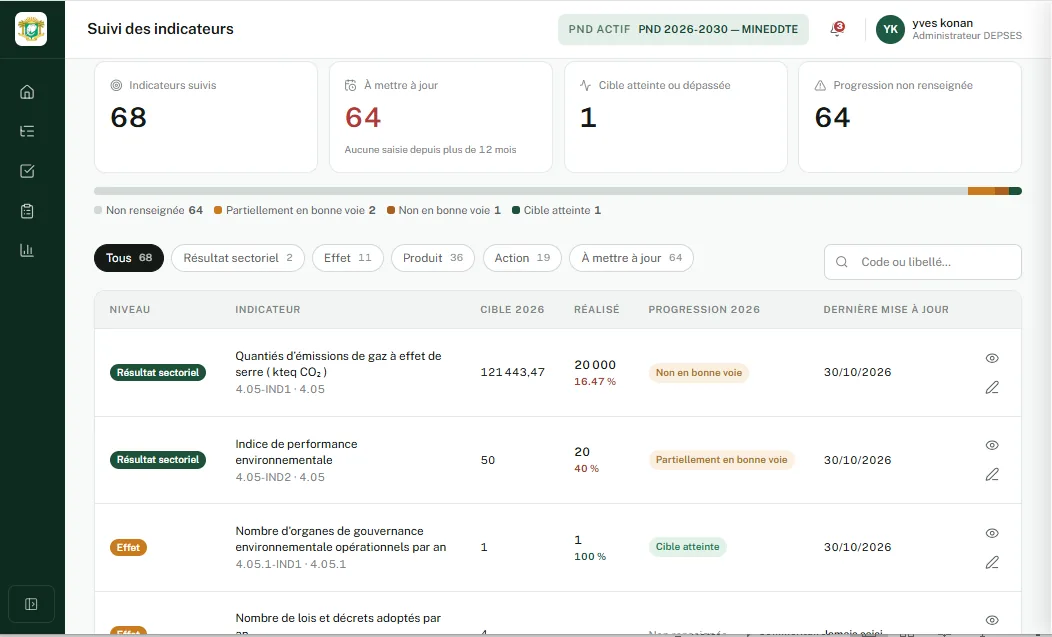 Suivi des indicateurs
PND ACTIF PND 2026-2030 — MINEDDTE
3
YK
yves konan
Administrateur DEPSES
Indicateurs suivis
68
À mettre à jour
64
Aucune saisie depuis plus de 12 mois
Cible atteinte ou dépassée
1
Progression non renseignée
64
Non renseignée 64 Partiellement en bonne voie 2 Non en bonne voie 1 Cible atteinte 1
Tous 68 Résultat sectoriel 2 Effet 11 Produit 36 Action 19 À mettre à jour 64
Code ou libellé...
NIVEAU INDICATEUR CIBLE 2026 RÉALISÉ PROGRESSION 2026 DERNIÈRE MISE À JOUR
Résultat sectoriel
Quantiés d'émissions de gaz à effet de
serre ( kteq CO₂ )
4.05-IND1 · 4.05
121 443,47
20 000
16.47 %
Non en bonne voie
30/10/2026
Résultat sectoriel
Indice de performance
environnementale
4.05-IND2 · 4.05
50
20
40 %
Partiellement en bonne voie
30/10/2026
Effet
Nombre d'organes de gouvernance
environnementale opérationnels par an
4.05.1-IND1 · 4.05.1
1
1
100 %
Cible atteinte
30/10/2026
Effet
Nombre de lois et décrets adoptés par
an
4
Non renseignée